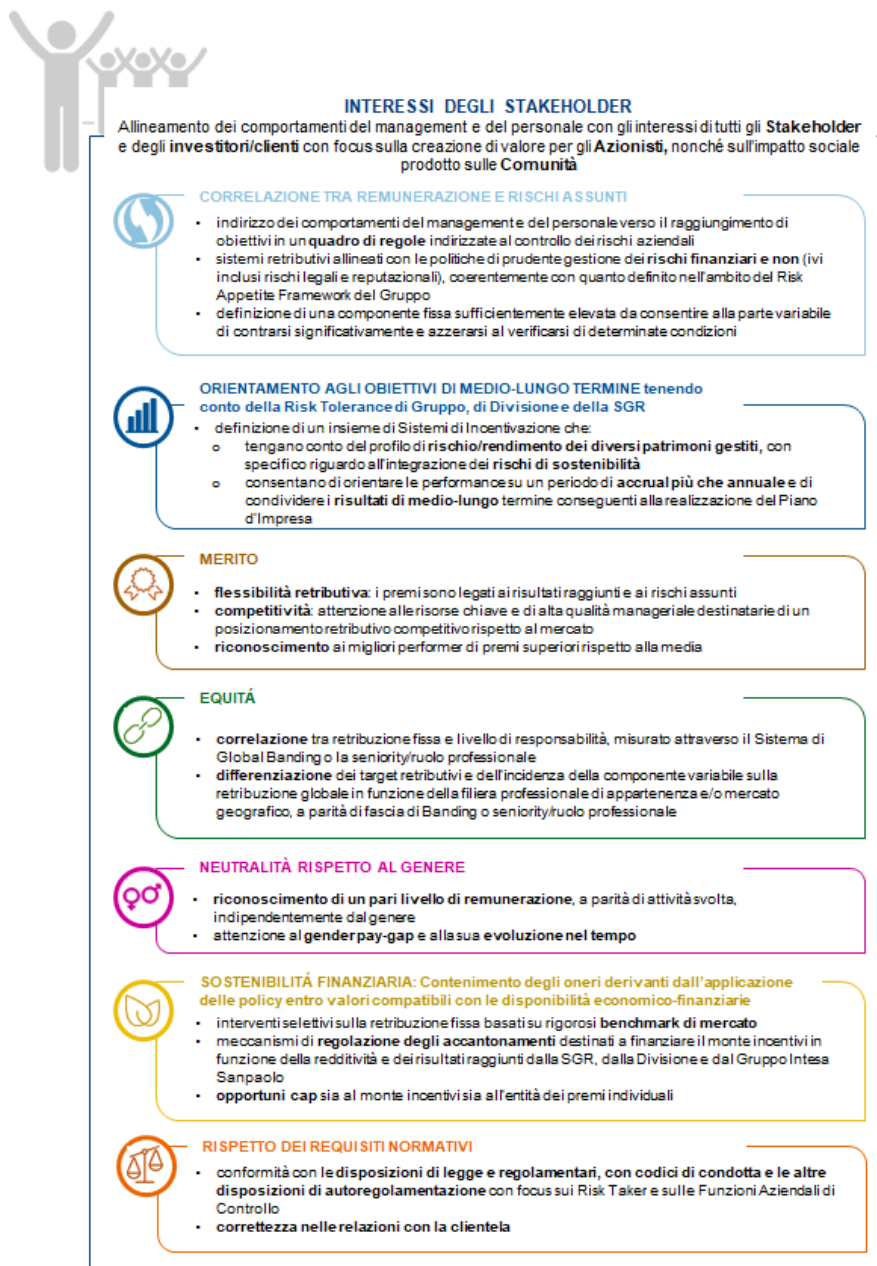 INTERESSI DEGLI STAKEHOLDER
Allineamento dei comportamenti del management e del personale con gli interessi di tutti gli Stakeholder
e degli investitori/clienti con focus sulla creazione di valore per gli Azionisti, nonché sull'impatto sociale
prodotto sulle Comunità
CORRELAZIONE TRA REMUNERAZIONE E RISCHI ASSUNTI
• indirizzo dei comportamenti del management e del personale verso il raggiungimento di
obiettivi in un quadro di regole indirizzate al controllo dei rischi aziendali
• sistemi retributivi allineati con le politiche di prudente gestione dei rischi finanziari e non (ivi
inclusi rischi legali e reputazionali), coerentemente con quanto definito nell'ambito del Risk
Appetite Framework del Gruppo
• definizione di una componente fissa sufficientemente elevata da consentire alla parte variabile
di contrarsi significativamente e azzerarsi al verificarsi di determinate condizioni
ORIENTAMENTO AGLI OBIETTIVI DI MEDIO-LUNGO TERMINE tenendo
conto della Risk Tolerance di Gruppo, di Divisione e della SGR
• definizione di un insieme di Sistemi di Incentivazione che:
o tengano conto del profilo di rischio/rendimento dei diversi patrimoni gestiti, con
specifico riguardo all'integrazione dei rischi di sostenibilità
o consentano di orientare le performance su un periodo di accrual più che annuale e di
condividere i risultati di medio-lungo termine conseguenti alla realizzazione del Piano
d'Impresa
MERITO
• flessibilità retributiva: i premi sono legati ai risultati raggiunti e ai rischi assunti
• competitività: attenzione alle risorse chiave e di alta qualità manageriale destinatarie di un
posizionamento retributivo competitivo rispetto al mercato
• riconoscimento ai migliori performer di premi superiori rispetto alla media
EQUITÁ
• correlazione tra retribuzione fissa e livello di responsabilità, misurato attraverso il Sistema di
Global Banding o la seniority/ruolo professionale
• differenziazione dei target retributivi e dell'incidenza della componente variabile sulla
retribuzione globale in funzione della filiera professionale di appartenenza e/o mercato
geografico, a parità di fascia di Banding o seniority/ruolo professionale
NEUTRALITÀ RISPETTO AL GENERE
• riconoscimento di un pari livello di remunerazione, a parità di attività svolta,
indipendentemente dal genere
• attenzione al gender pay-gap e alla sua evoluzione nel tempo
SOSTENIBILITÁ FINANZIARIA: Contenimento degli oneri derivanti dall'applicazione
delle policy entro valori compatibili con le disponibilità economico-finanziarie
• interventi selettivi sulla retribuzione fissa basati su rigorosi benchmark di mercato
• meccanismi di regolazione degli accantonamenti destinati a finanziare il monte incentivi in
funzione della redditività e dei risultati raggiunti dalla SGR, dalla Divisione e dal Gruppo Intesa
Sanpaolo
• opportuni cap sia al monte incentivi sia all'entità dei premi individuali
RISPETTO DEI REQUISITI NORMATIVI
• conformità con le disposizioni di legge e regolamentari, con codici di condotta e le altre
disposizioni di autoregolamentazione con focus sui Risk Taker e sulle Funzioni Aziendali di
Controllo
• correttezza nelle relazioni con la clientela